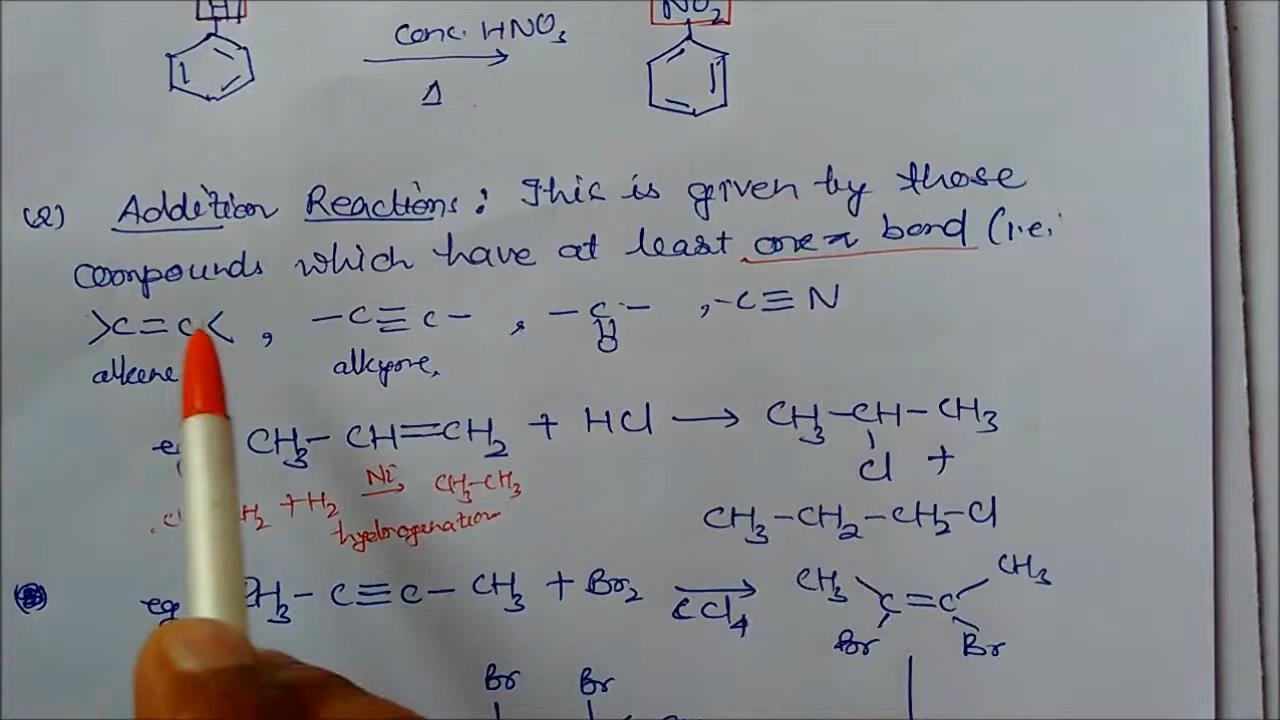 H NO₂
Conc. HNO₃
Δ
(2) Addition Reactions: This is given by those
compounds which have at least one π bond (i.e.
>C=C<, -C≡C-, -C-, -C≡N
O
alkene alkyne,
CH₃-CH=CH₂ + HCl → CH₃-CH-CH₃
Cl +
H₂ + H₂ Ni → CH₃-CH₃
hydrogenation
CH₃-CH₂-CH₂-Cl
eg H₃-C≡C-CH₃ + Br₂ → CH₃ C=C CH₃
CCl₄ Br Br
Br Br